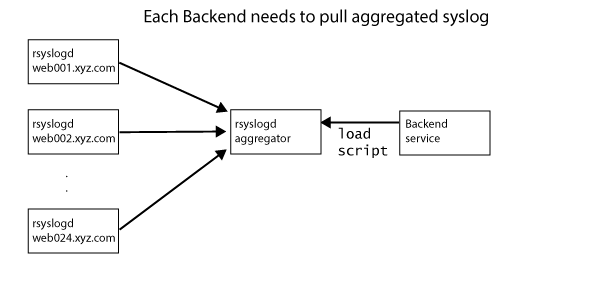 Each Backend needs to pull aggregated syslog
rsyslogd
web001.xyz.com
rsyslogd
web002.xyz.com
.
.
rsyslogd
web024.xyz.com
rsyslogd
aggregator
load
script
Backend
service